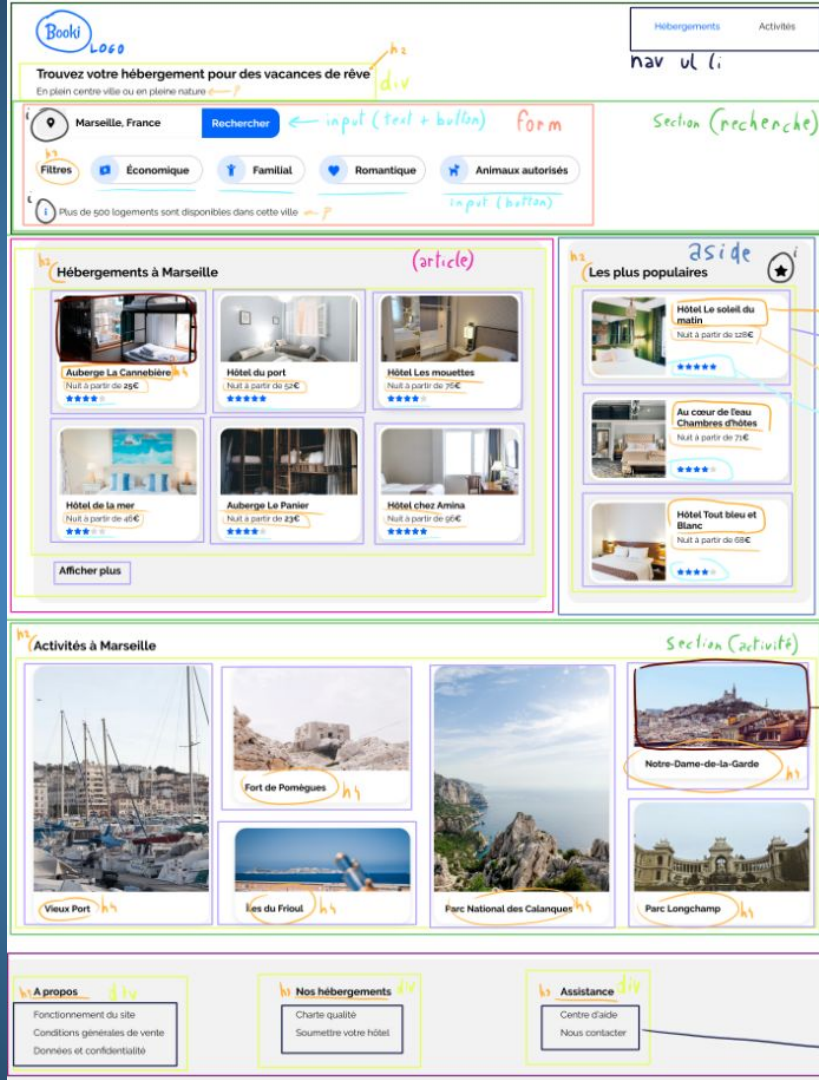 Booki
LOGO
Hébergements Activités
nav ul li
h2
Trouvez votre hébergement pour des vacances de rêve
div
En plein centre ville ou en pleine nature
p
i
Marseille, France
Rechercher
input (text + button)
form
Section (recherche)
h3
Filtres
Économique
Familial
Romantique
Animaux autorisés
input (button)
i
Plus de 500 logements sont disponibles dans cette ville
p
h2
Hébergements à Marseille
(article)
Auberge La Cannebière
h4
Nuit à partir de 25€
Hôtel du port
Nuit à partir de 52€
Hôtel Les mouettes
Nuit à partir de 76€
Hôtel de la mer
Nuit à partir de 46€
Auberge Le Panier
Nuit à partir de 23€
Hôtel chez Amina
Nuit à partir de 96€
Afficher plus
aside
i
h2
Les plus populaires
Hôtel Le soleil du
matin
Nuit à partir de 128€
Au cœur de l'eau
Chambres d'hôtes
Nuit à partir de 71€
Hôtel Tout bleu et
Blanc
Nuit à partir de 68€
h2
Activités à Marseille
Section (activité)
Vieux Port
h4
Fort de Pomègues
h4
Îles du Frioul
h4
Parc National des Calanques
h4
Notre-Dame-de-la-Garde
h4
Parc Longchamp
h4
h3
A propos
div
Fonctionnement du site
Conditions générales de vente
Données et confidentialité
h3
Nos hébergements
div
Charte qualité
Soumettre votre hôtel
h3
Assistance
div
Centre d'aide
Nous contacter